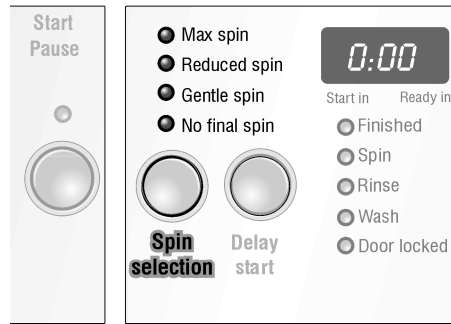 Start
Pause
Max spin
Reduced spin
Gentle spin
No final spin
Spin
selection
Delay
start
0:00
Start in
Ready in
Finished
Spin
Rinse
Wash
Door locked